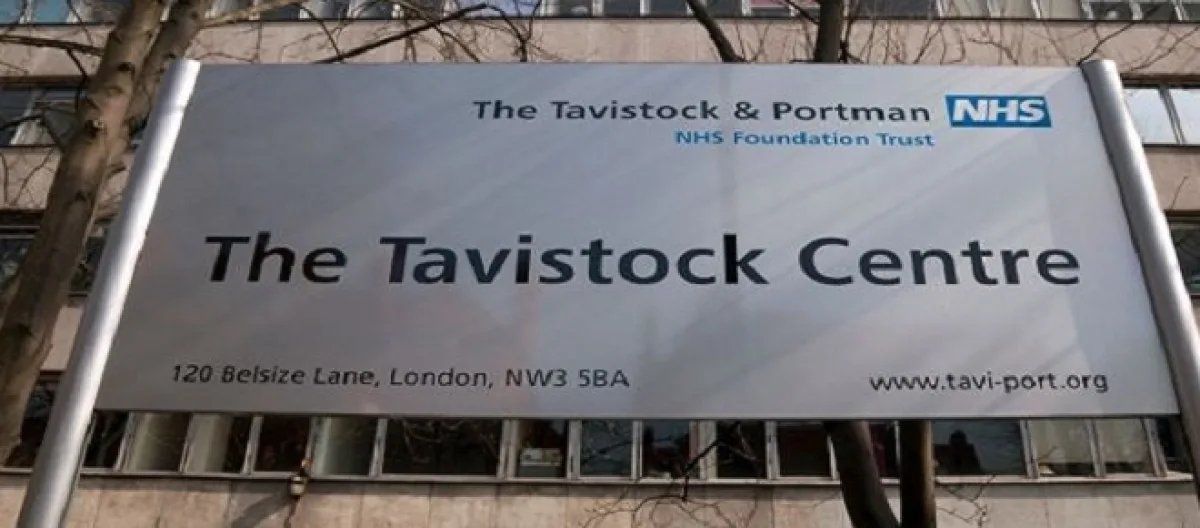 The Tavistock & Portman NHS
NHS Foundation Trust
The Tavistock Centre
120 Belsize Lane, London, NW3 5BA
www.tavi-port.org